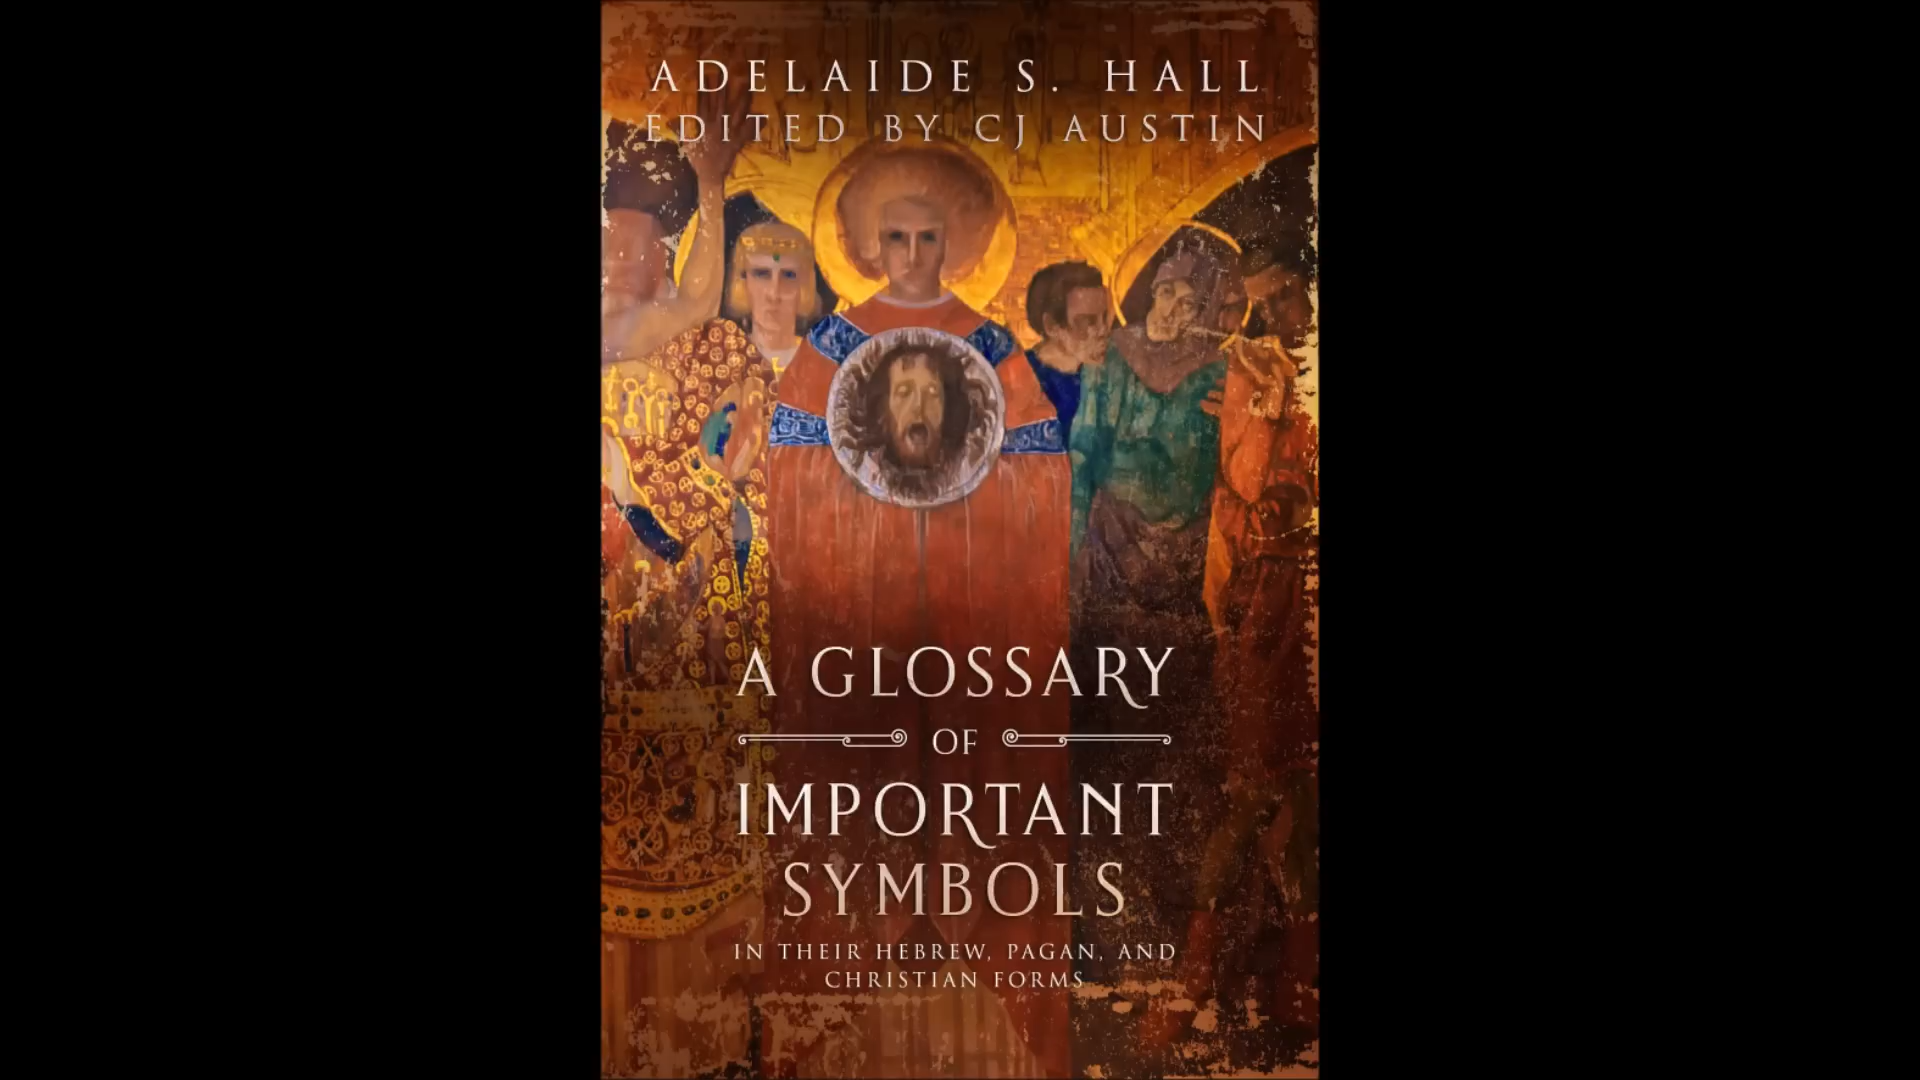 ADELAIDE S. HALL
EDITED BY CJ AUSTIN
A GLOSSARY
OF
IMPORTANT
SYMBOLS
IN THEIR HEBREW, PAGAN, AND
CHRISTIAN FORMS